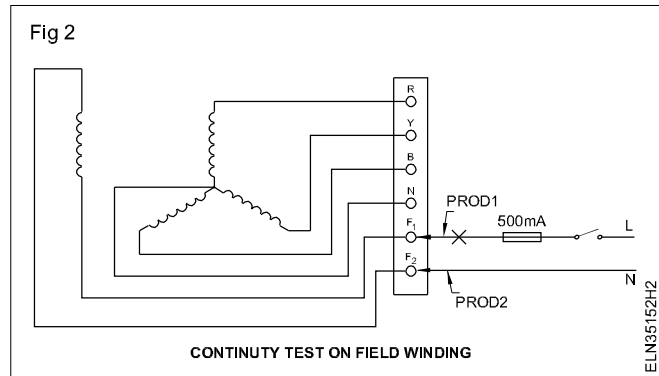 Fig 2
R
Y
B
N
F1
F2
PROD1
500mA
L
N
PROD2
CONTINUTY TEST ON FIELD WINDING
ELN35152H2